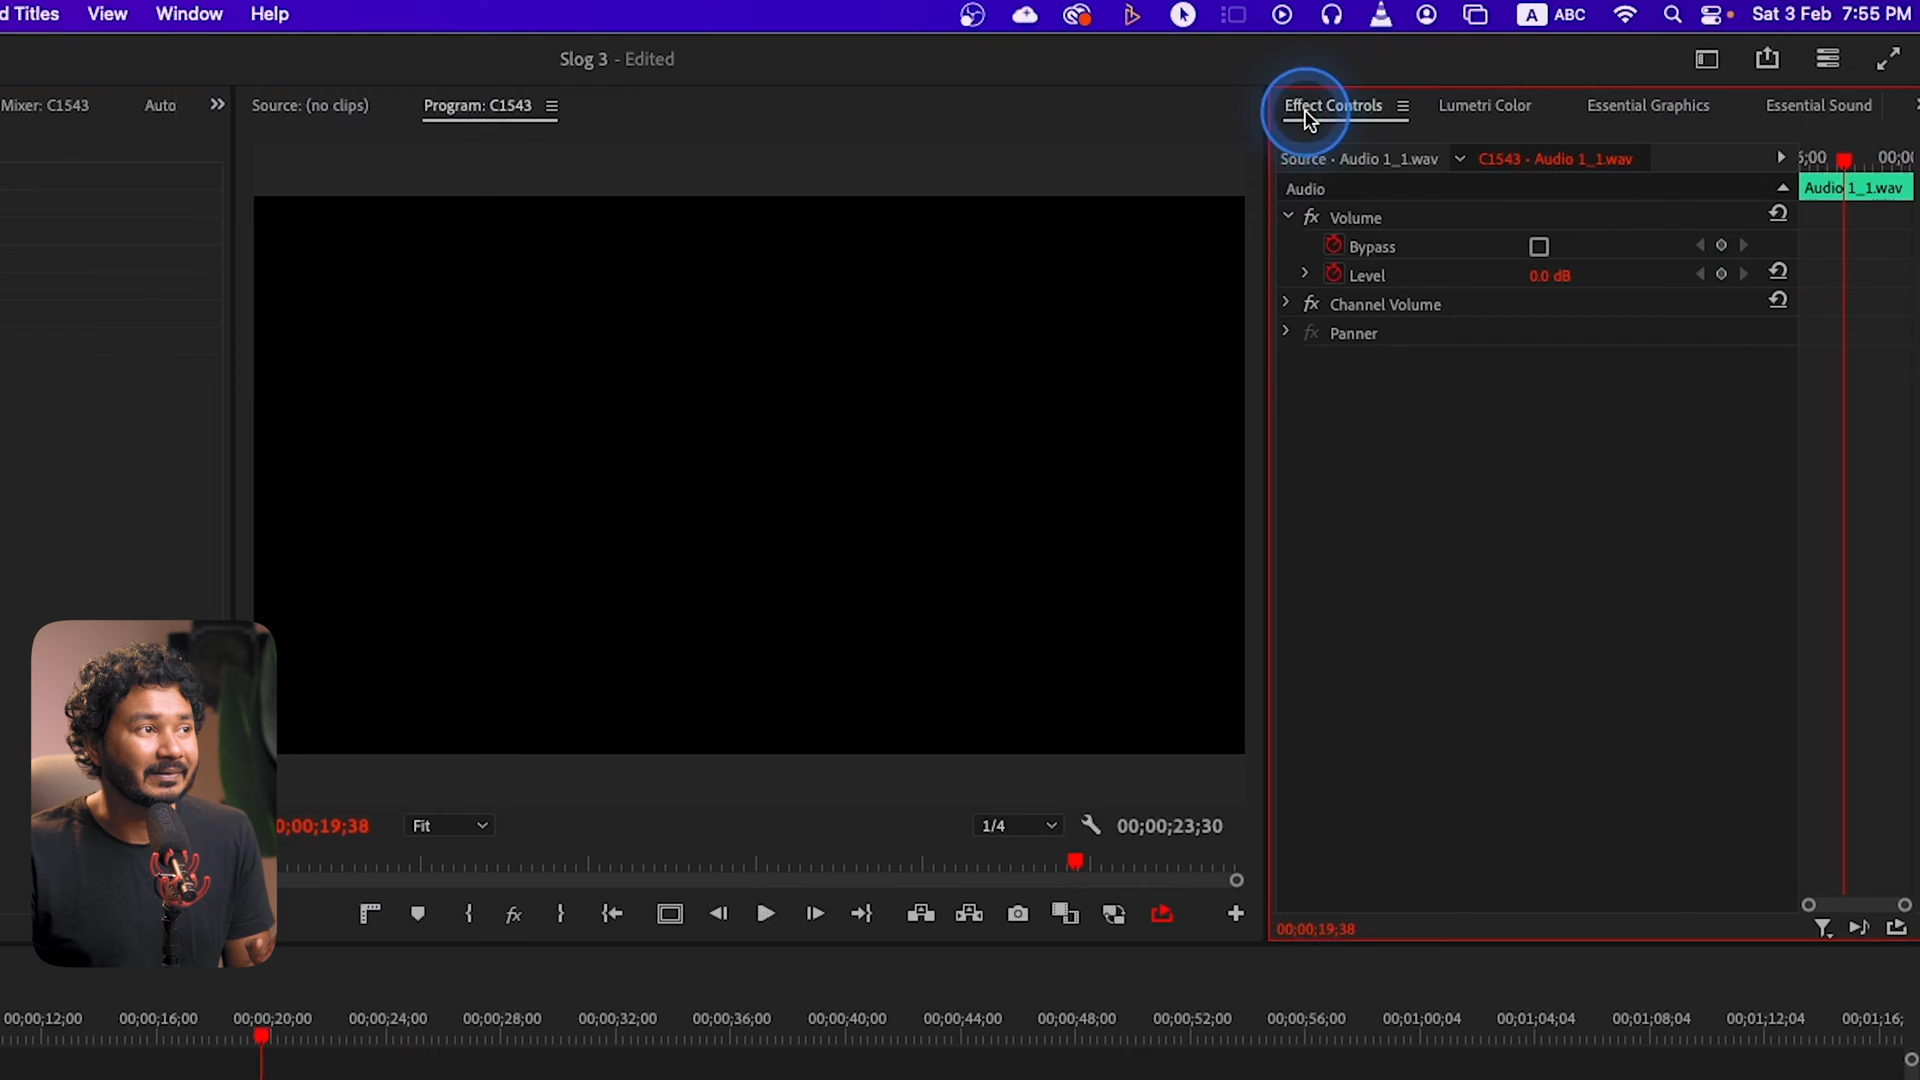 d Titles View Window Help A ABC Sat 3 Feb 7:55 PM
Slog 3 - Edited
Mixer: C1543 Auto Source: (no clips) Program: C1543 Effect Controls Lumetri Color Essential Graphics Essential Sound
Source · Audio 1_1.wav C1543 · Audio 1_1.wav ;00 00;0
Audio Audio 1_1.wav
fx Volume
Bypass
Level 0.0 dB
fx Channel Volume
fx Panner
0;00;19;38 Fit 1/4 00;00;23;30
fx
00;00;19;38
00;00;12;00 00;00;16;00 00;00;20;00 00;00;24;00 00;00;28;00 00;00;32;00 00;00;36;00 00;00;40;00 00;00;44;00 00;00;48;00 00;00;52;00 00;00;56;00 00;01;00;04 00;01;04;04 00;01;08;04 00;01;12;04 00;01;16;